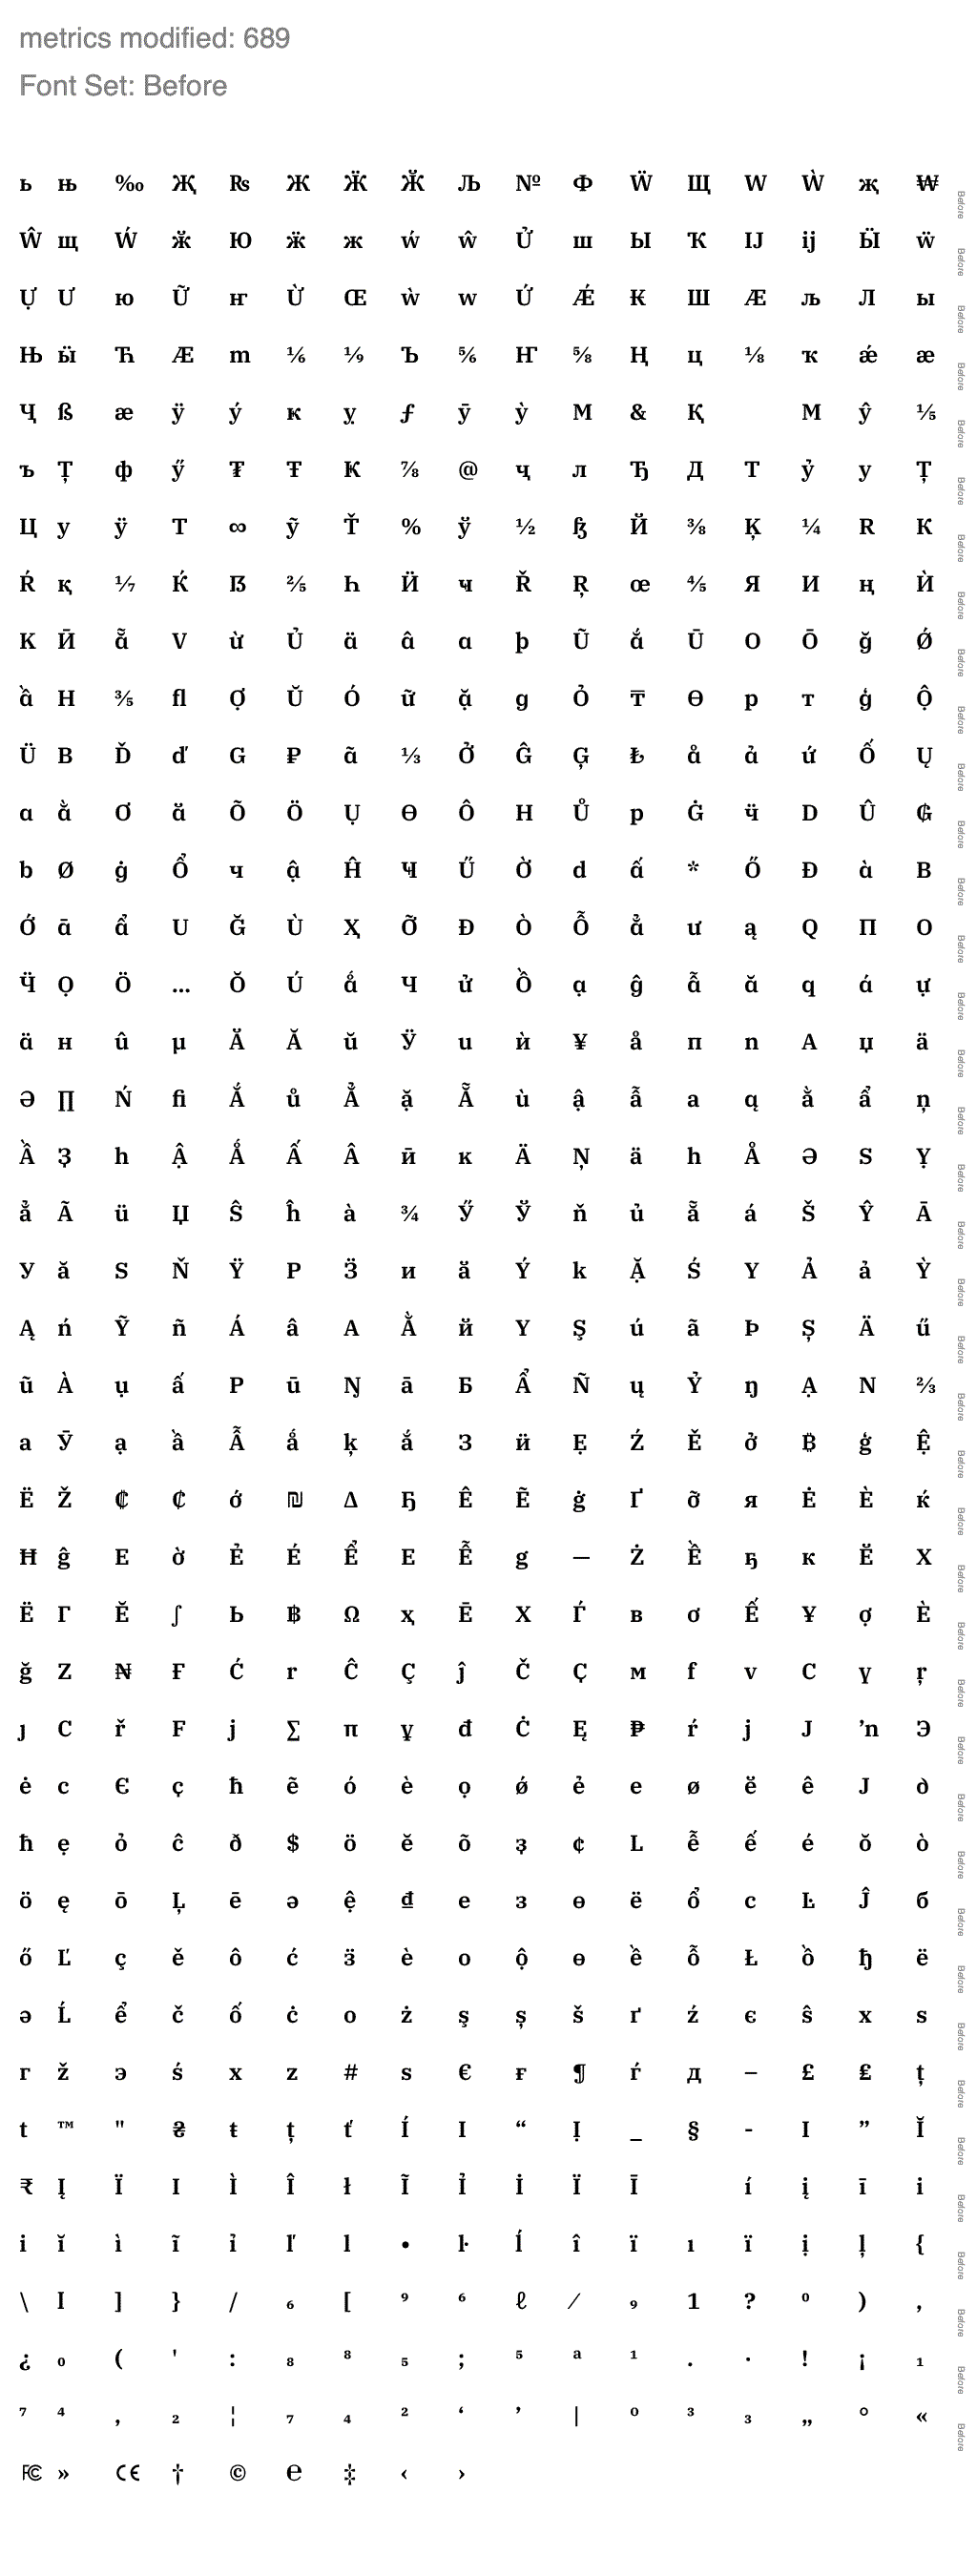 metrics modified: 689
Font Set: Before
ь њ ‰ Җ ₨ Ж Ӝ Ӂ Љ № Ф Ẅ Щ W Ẁ җ ₩ Before
Ŵ щ Ẃ ӂ Ю ӝ ж ẃ ŵ Ử ш Ы Ҡ Ĳ ĳ Ӹ ẅ Before
Ự Ư ю Ữ ҥ Ừ Œ ẁ w Ứ Ǽ Ҝ Ш Æ љ Л ы Before
Њ ӹ Ћ Æ m ⅙ ⅑ Ъ ⅚ Ҥ ⅝ Ң ц ⅛ ҡ ǽ æ Before
Ҷ ß æ ÿ ý к ỵ ƒ ȳ ỳ М & Қ M ŷ ⅕ Before
ъ Ț ф ӳ ₮ Ŧ Ҝ ⅞ @ ҷ л Ђ Д Т ỷ у Ţ Before
Ц y ӱ T ∞ ỹ Ť % ў ½ ꜧ Й ⅜ Ķ ¼ R К Before
Ŕ қ ⅐ Ḱ ẞ ⅖ Һ Ӥ ҹ Ř Ŗ œ ⅘ Я И ң Ѝ Before
K Ӣ ẵ V ừ Ủ ä â ɑ þ Ũ ắ Ū O Ō ğ Ǿ Before
ầ Н ⅗ ﬂ Ợ Ŭ Ó ữ ặ g Ỏ ₸ Ө р т ģ Ộ Before
Ü В Ď ď G ₽ ã ⅓ Ở Ĝ Ģ ₺ å ả ứ Ố Ų Before
ɑ ằ Ơ ӓ Õ Ӧ Ụ Ɵ Ô H Ů p Ġ ӵ D Û ₲ Before
b Ø ġ Ổ ч ậ Ĥ Ҹ Ű Ờ d ấ * Ő Đ à B Before
Ớ ā ẩ U Ğ Ù Ҳ Ỡ Ð Ò Ỗ ẳ ư ą Q П О Before
Ӵ Ọ Ö … Ŏ Ú ǻ Ч ử Ồ ạ ĝ ẫ ă q á ự Before
ä н û µ Ӓ Ă ŭ Ӱ u ѝ ¥ å п n A џ ä Before
Ə ∏ Ń ﬁ Ắ ů Ẳ ặ Ẵ ù ậ ẫ a q ằ ẩ ņ Before
Ầ Ҙ h Ậ Ǻ Ấ Â ӣ к Ä Ņ ä һ Å Ә S Ỵ Before
ẳ Ã ü Џ Ŝ ĥ à ¾ Ӳ Ў ň ủ ẵ á Š Ŷ Ā Before
У ă Ѕ Ň Ÿ Р Ӟ и ӓ Ý k Ặ Ś Y Ả ả Ỳ Before
Ą ń Ỹ ñ Á â А Ằ й Y Ş ú ã Þ Ș Ä ű Before
ũ À ụ ấ P ū Ŋ ā Б Ẩ Ñ ų Ỷ ŋ Ạ N ⅔ Before
а Ӯ ạ ầ Ẫ ǻ ķ ắ З ӥ Ẹ Ź Ě ở ₿ ģ Ệ Before
Ë Ž ₡ ₵ ớ ₪ ∆ Ҕ Ê Ẽ ġ Ґ ỡ я Ė È ḱ Before
Ħ ĝ Е ờ Ẻ É Ể E Ễ g — Ż Ề ҕ к Ӗ Х Before
Ё Г Ĕ ∫ Ь ฿ Ω ҳ Ē X Ѓ в ơ Ế ¥ ợ Ѐ Before
ğ Z ₦ Ғ Ć r Ĉ Ç ĵ Č Ҫ м f v С ү ŗ Before
ȷ C ř F j ∑ π ұ đ Ċ Ę ₱ ŕ ј J ŉ Э Before
ė c Є ç ħ ẽ ó è ọ ǿ ẻ e ø ĕ ê Ј ծ Before
ћ ẹ ỏ ĉ ð $ ö ӗ õ ҙ ¢ L ễ ế é ŏ ò Before
ӧ ę ō Ļ ē ə ệ ₫ е з ө ё ổ с Ŀ Ĵ б Before
ő Ľ ҫ ě ô ć ӟ ѐ о ộ ɵ ề ỗ Ł ồ ђ ë Before
ә Ĺ ể č ố ċ o ż ş ș š ґ ź є ŝ х ѕ Before
г ž э ś x z # s € ғ ¶ ѓ д – £ ₤ ț Before
t ™ " ₴ ŧ ţ ť Í І “ Ị _ § - I ” Ĭ Before
₹ Į Ї Ӏ Ì Î ł Ĩ Ỉ İ Ï Ī í į ī i Before
і ĭ ì ĩ ỉ ľ l • ŀ ĺ î ї ı ï ị ļ { Before
\ ӏ ] } / ₆ [ ⁹ ⁶ ℓ ⁄ ₉ 1 ? ⁰ ) , Before
¿ ₀ ( ' : ₈ ⁸ ₅ ; ⁵ ª ¹ . · ! ¡ ₁ Before
⁷ ⁴ ‚ ₂ ¦ ₇ ₄ ² ‘ ’ | º ³ ₃ „ ° « Before
FCC » CE † © ℮ ‡ ‹ ›